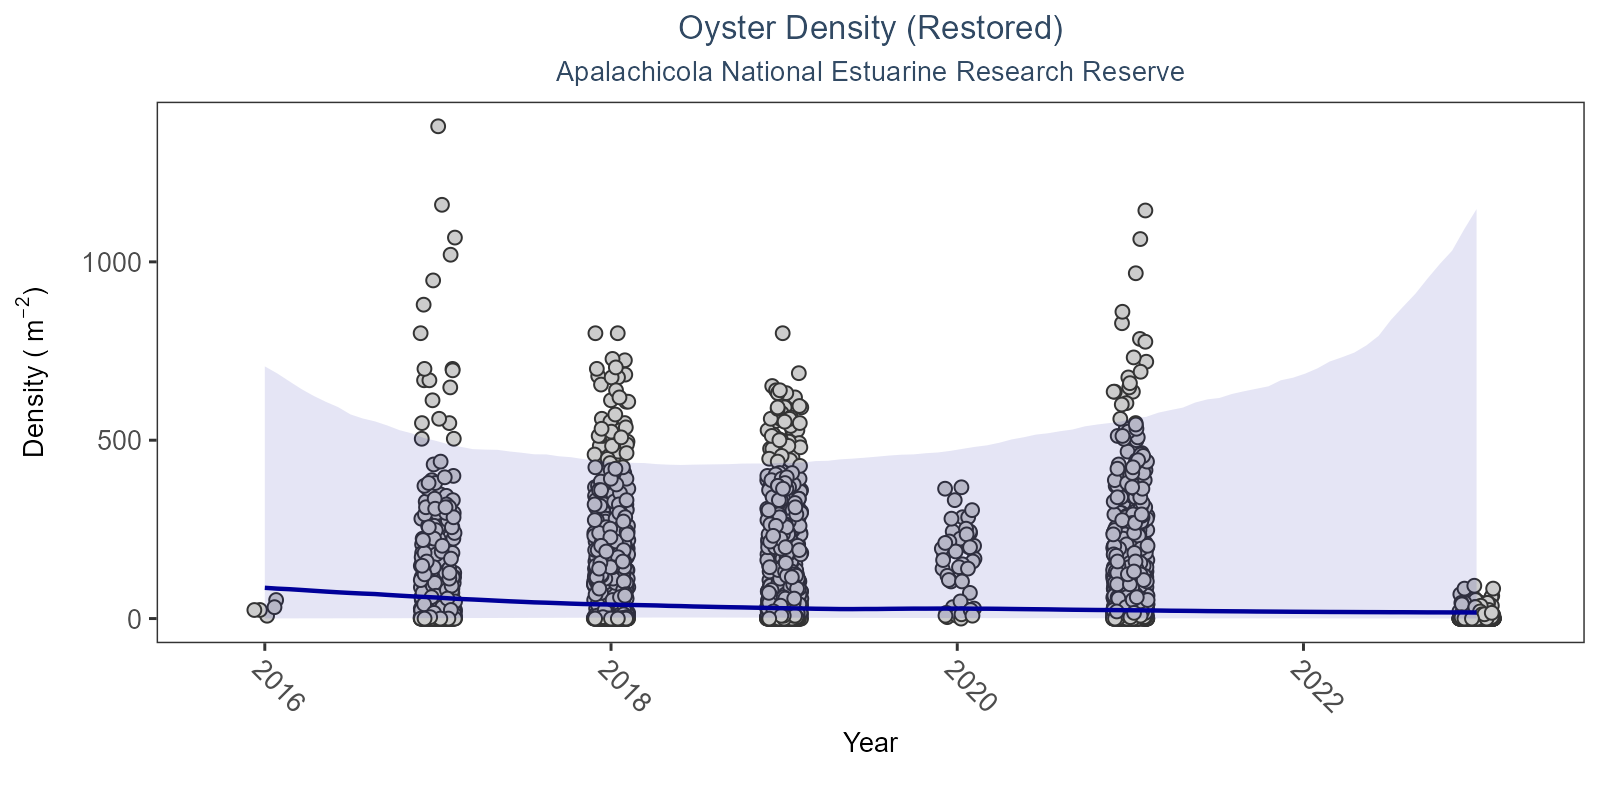 Oyster Density (Restored)
Apalachicola National Estuarine Research Reserve
Density ( m⁻²)
1000
500
0
2016
2018
2020
2022
Year